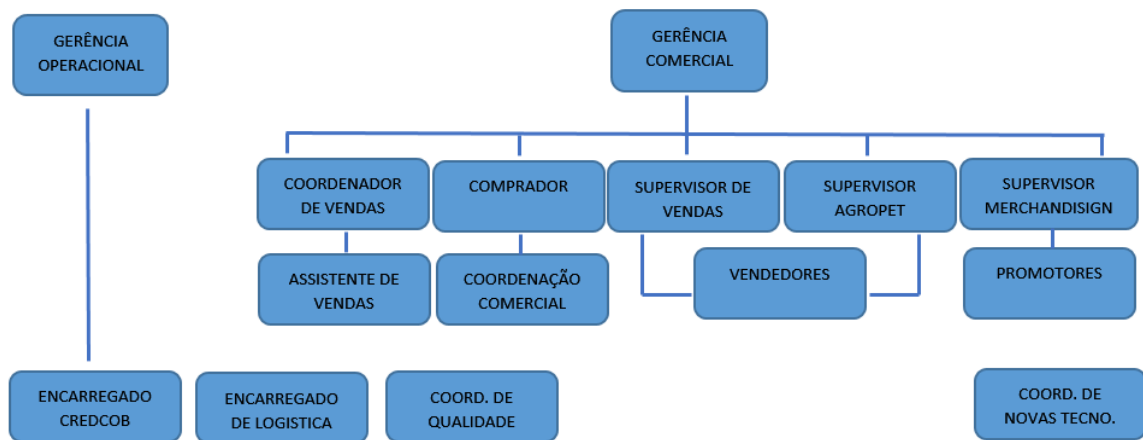 GERÊNCIA
OPERACIONAL
GERÊNCIA
COMERCIAL
COORDENADOR
DE VENDAS
COMPRADOR
SUPERVISOR DE
VENDAS
SUPERVISOR
AGROPET
SUPERVISOR
MERCHANDISIGN
ASSISTENTE DE
VENDAS
COORDENAÇÃO
COMERCIAL
VENDEDORES
PROMOTORES
ENCARREGADO
CREDCOB
ENCARREGADO
DE LOGISTICA
COORD. DE
QUALIDADE
COORD. DE
NOVAS TECNO.